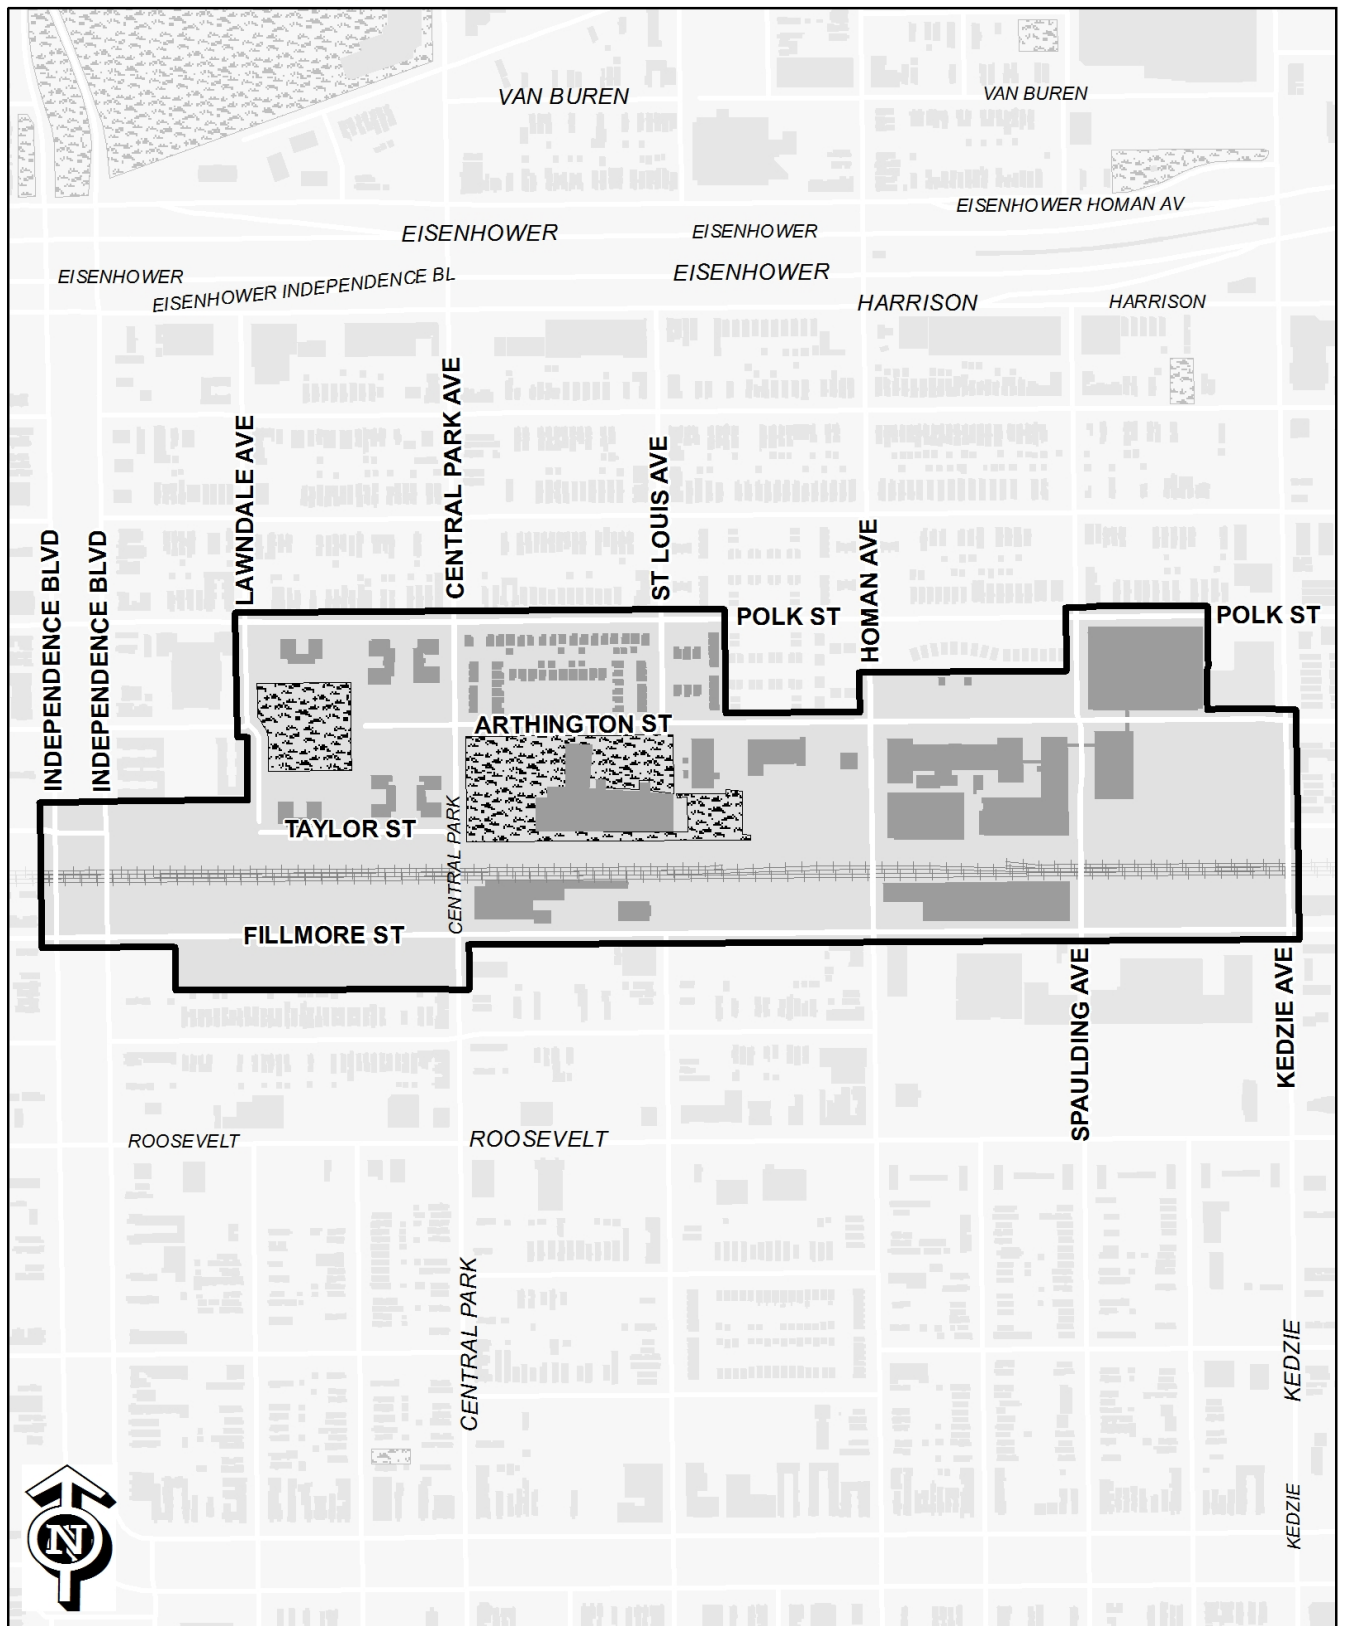 VAN BUREN
VAN BUREN
EISENHOWER HOMAN AV
EISENHOWER
EISENHOWER
EISENHOWER
EISENHOWER
EISENHOWER INDEPENDENCE BL
HARRISON
HARRISON
CENTRAL PARK AVE
LAWNDALE AVE
ST LOUIS AVE
HOMAN AVE
INDEPENDENCE BLVD
INDEPENDENCE BLVD
POLK ST
POLK ST
ARTHINGTON ST
TAYLOR ST
CENTRAL PARK
FILLMORE ST
SPAULDING AVE
KEDZIE AVE
ROOSEVELT
ROOSEVELT
CENTRAL PARK
KEDZIE
KEDZIE
N